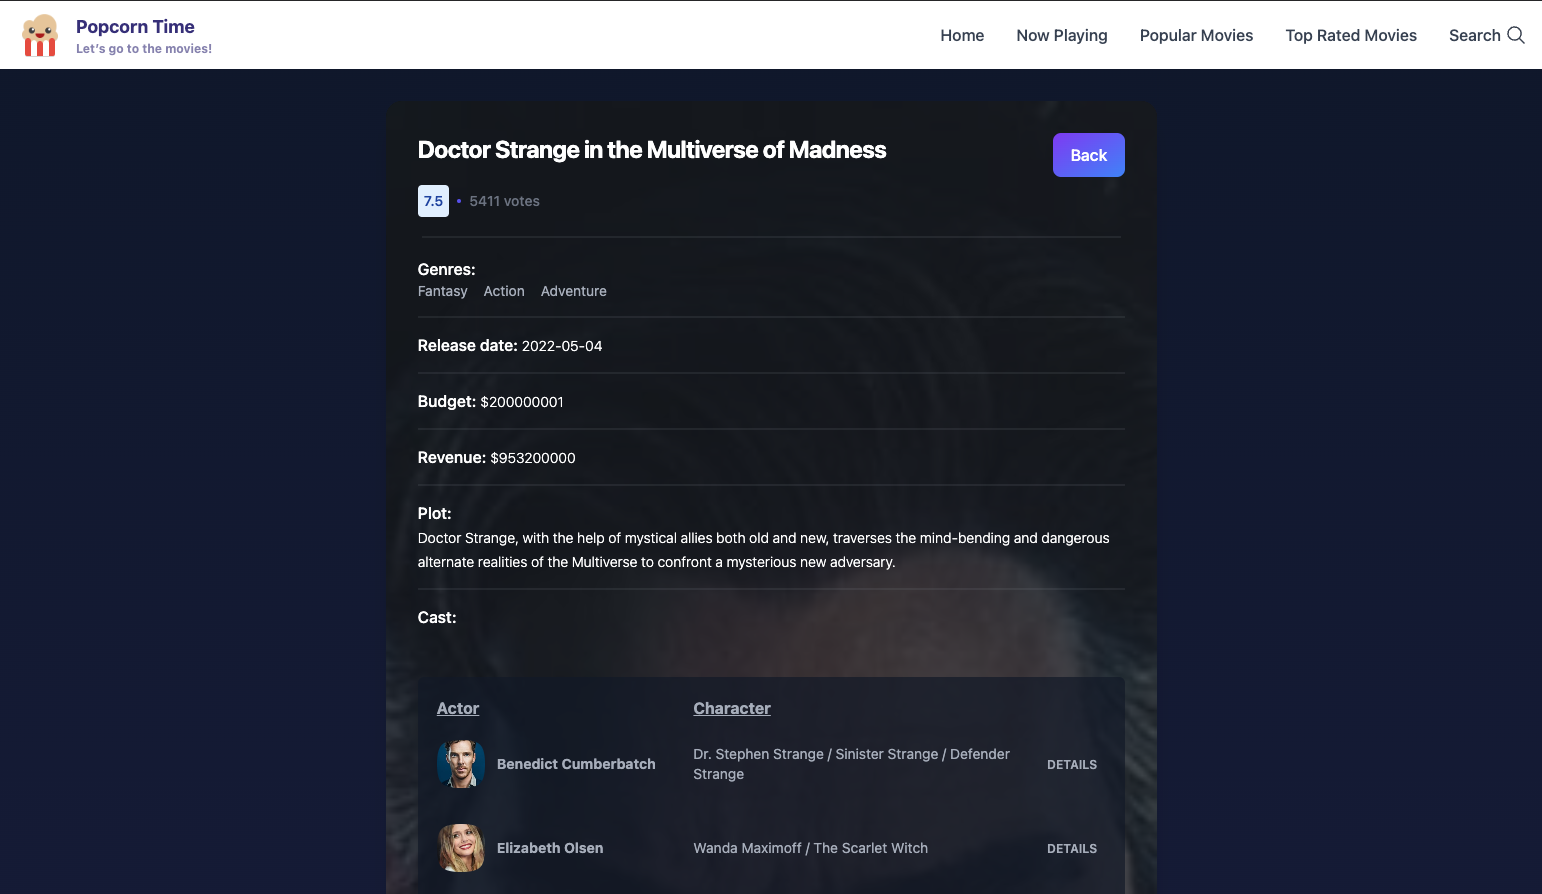 Popcorn Time
Let's go to the movies!
Home
Now Playing
Popular Movies
Top Rated Movies
Search
Doctor Strange in the Multiverse of Madness
Back
7.5 • 5411 votes
Genres:
Fantasy Action Adventure
Release date: 2022-05-04
Budget: $200000001
Revenue: $953200000
Plot:
Doctor Strange, with the help of mystical allies both old and new, traverses the mind-bending and dangerous
alternate realities of the Multiverse to confront a mysterious new adversary.
Cast:
Actor
Character
Benedict Cumberbatch
Dr. Stephen Strange / Sinister Strange / Defender
Strange
DETAILS
Elizabeth Olsen
Wanda Maximoff / The Scarlet Witch
DETAILS